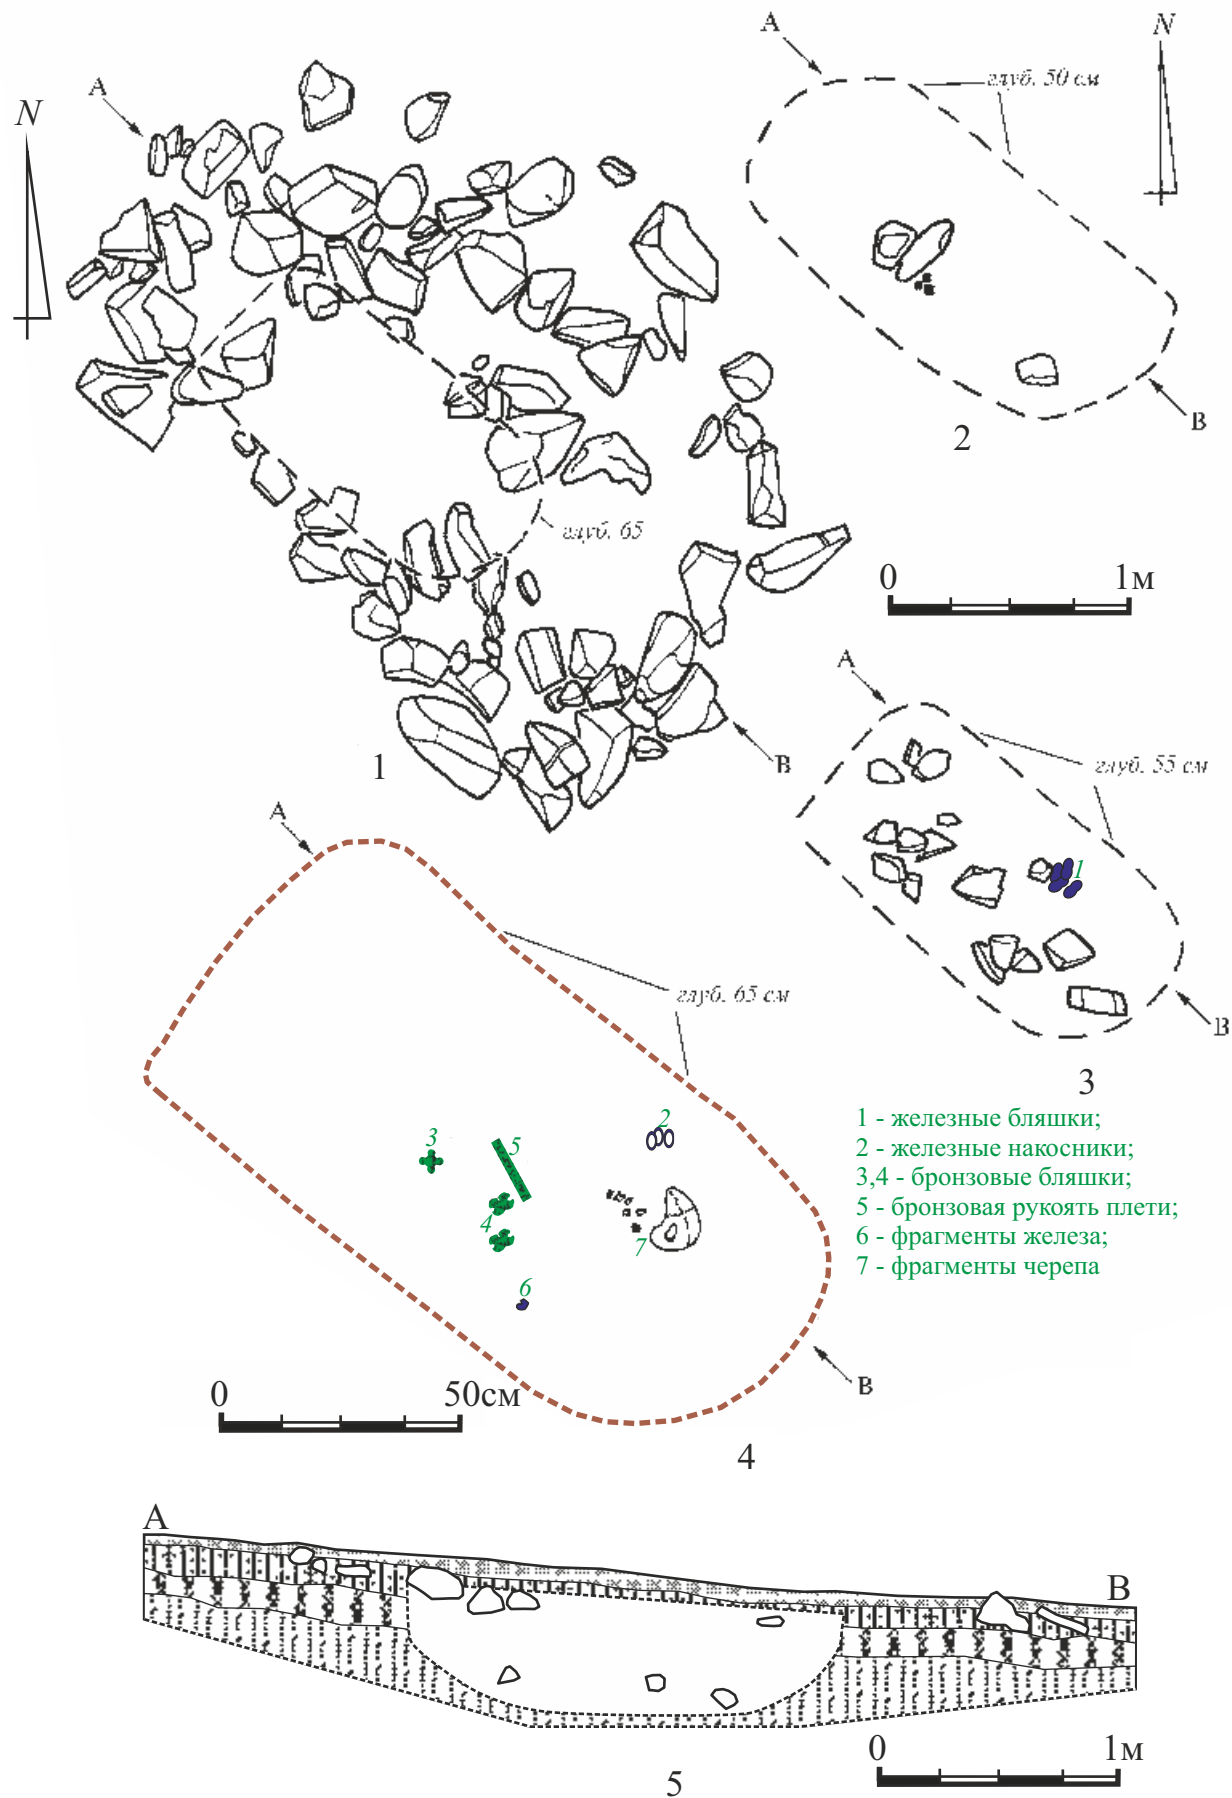 N
A
глуб. 65
B
1
A
N
глуб. 50 см
B
2
0 1м
A
глуб. 55 см
1
B
3
A
глуб. 65 см
3
5
2
4
7
6
B
0 50см
4
1 - железные бляшки;
2 - железные накосники;
3,4 - бронзовые бляшки;
5 - бронзовая рукоять плети;
6 - фрагменты железа;
7 - фрагменты черепа
A
B
0 1м
5